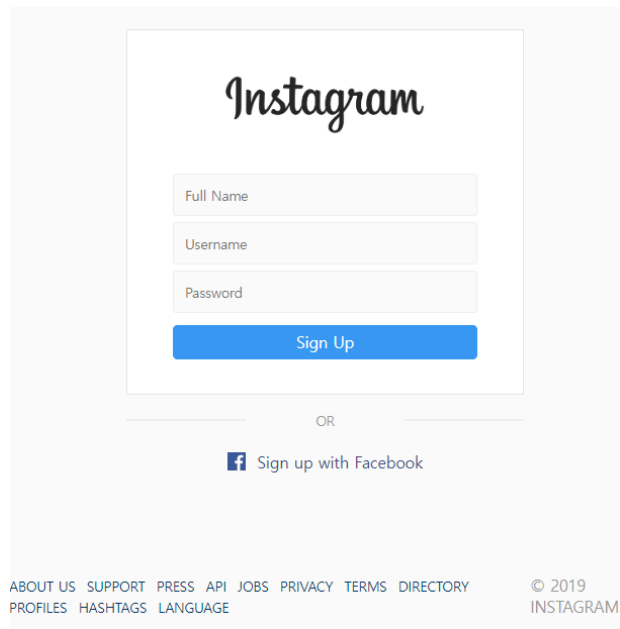 Instagram
Full Name
Username
Password
Sign Up
OR
Sign up with Facebook
ABOUT US SUPPORT PRESS API JOBS PRIVACY TERMS DIRECTORY
PROFILES HASHTAGS LANGUAGE
© 2019
INSTAGRAM